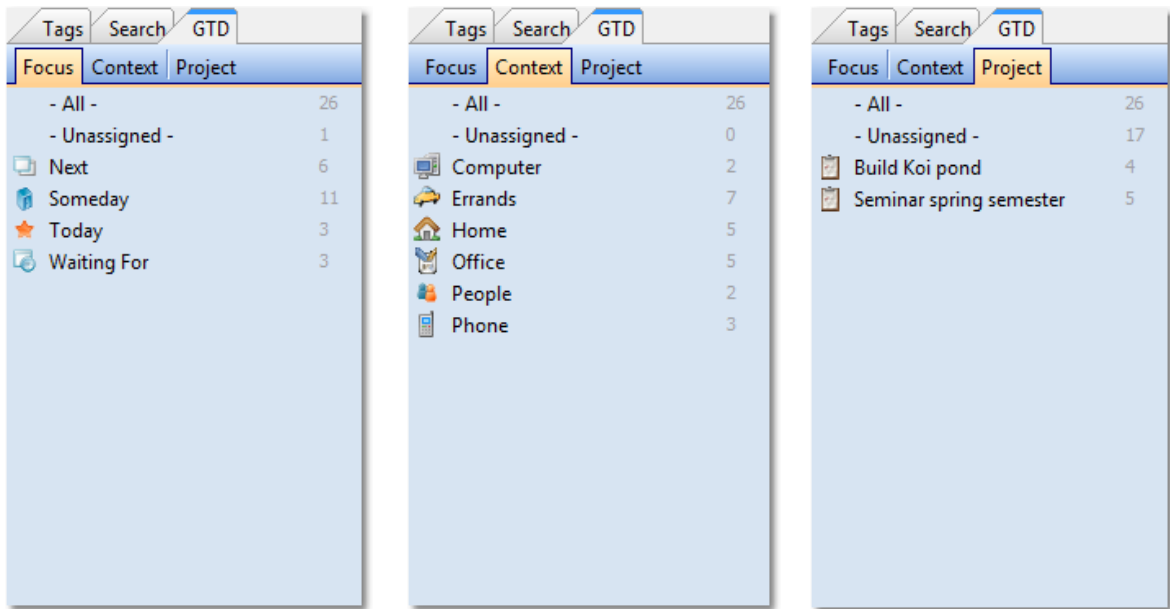 Tags Search GTD
Focus Context Project
- All - 26
- Unassigned - 1
Next 6
Someday 11
Today 3
Waiting For 3
Tags Search GTD
Focus Context Project
- All - 26
- Unassigned - 0
Computer 2
Errands 7
Home 5
Office 5
People 2
Phone 3
Tags Search GTD
Focus Context Project
- All - 26
- Unassigned - 17
Build Koi pond 4
Seminar spring semester 5